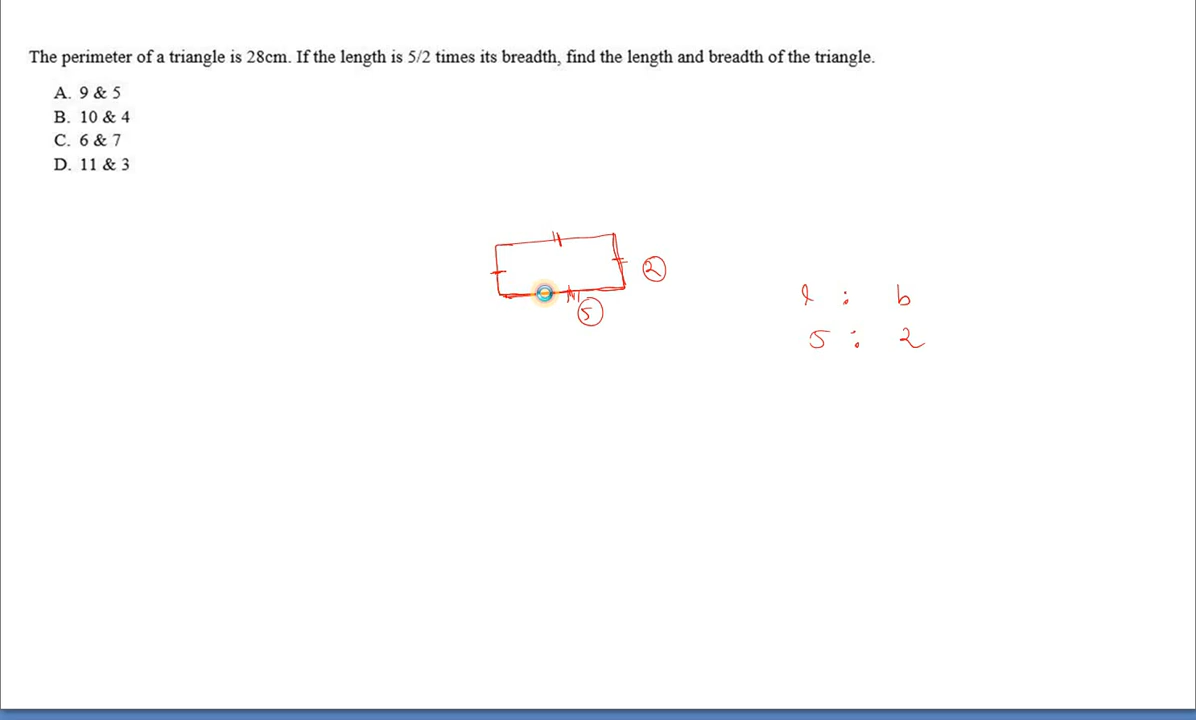 The perimeter of a triangle is 28cm. If the length is 5/2 times its breadth, find the length and breadth of the triangle.
A. 9 & 5
B. 10 & 4
C. 6 & 7
D. 11 & 3
2
5
l : b
5 : 2